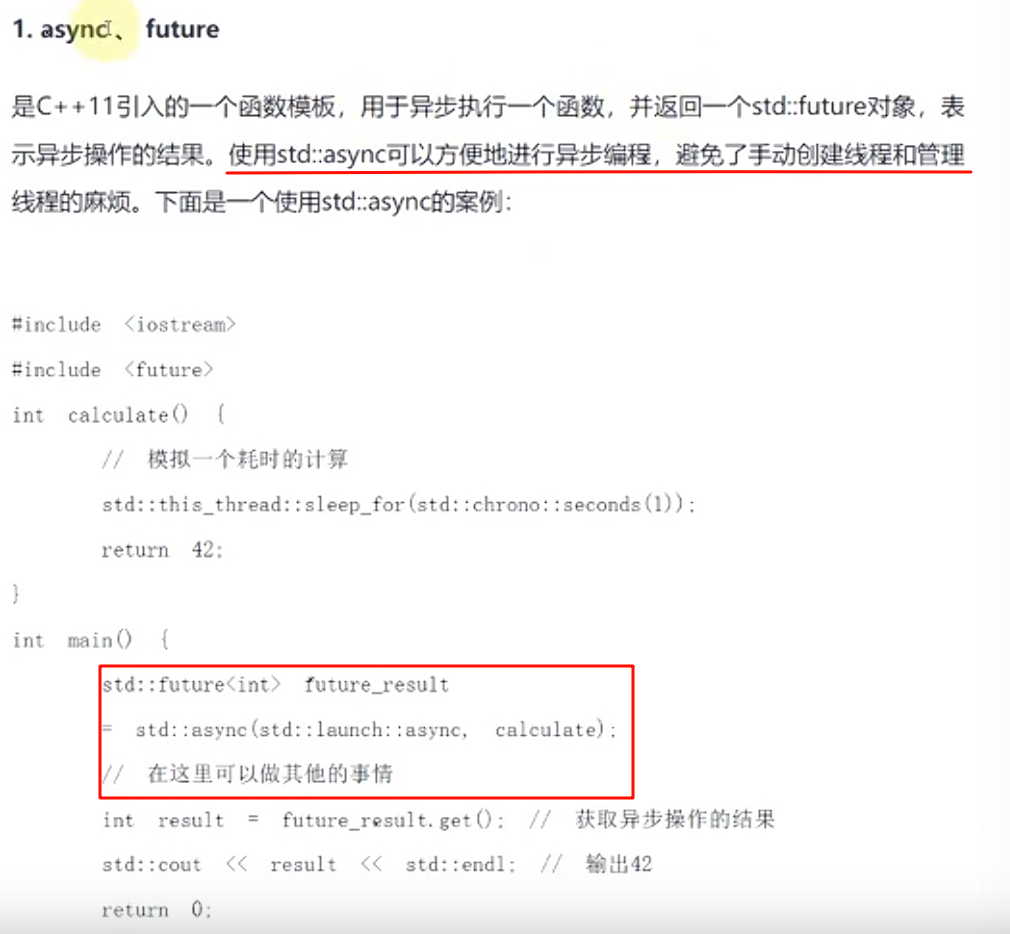 1. async、 future
是C++11引入的一个函数模板，用于异步执行一个函数，并返回一个std::future对象，表
示异步操作的结果。使用std::async可以方便地进行异步编程，避免了手动创建线程和管理
线程的麻烦。下面是一个使用std::async的案例：
#include <iostream>
#include <future>
int calculate() {
// 模拟一个耗时的计算
std::this_thread::sleep_for(std::chrono::seconds(1));
return 42;
}
int main() {
std::future<int> future_result
= std::async(std::launch::async, calculate);
// 在这里可以做其他的事情
int result = future_result.get(); // 获取异步操作的结果
std::cout << result << std::endl; // 输出42
return 0;